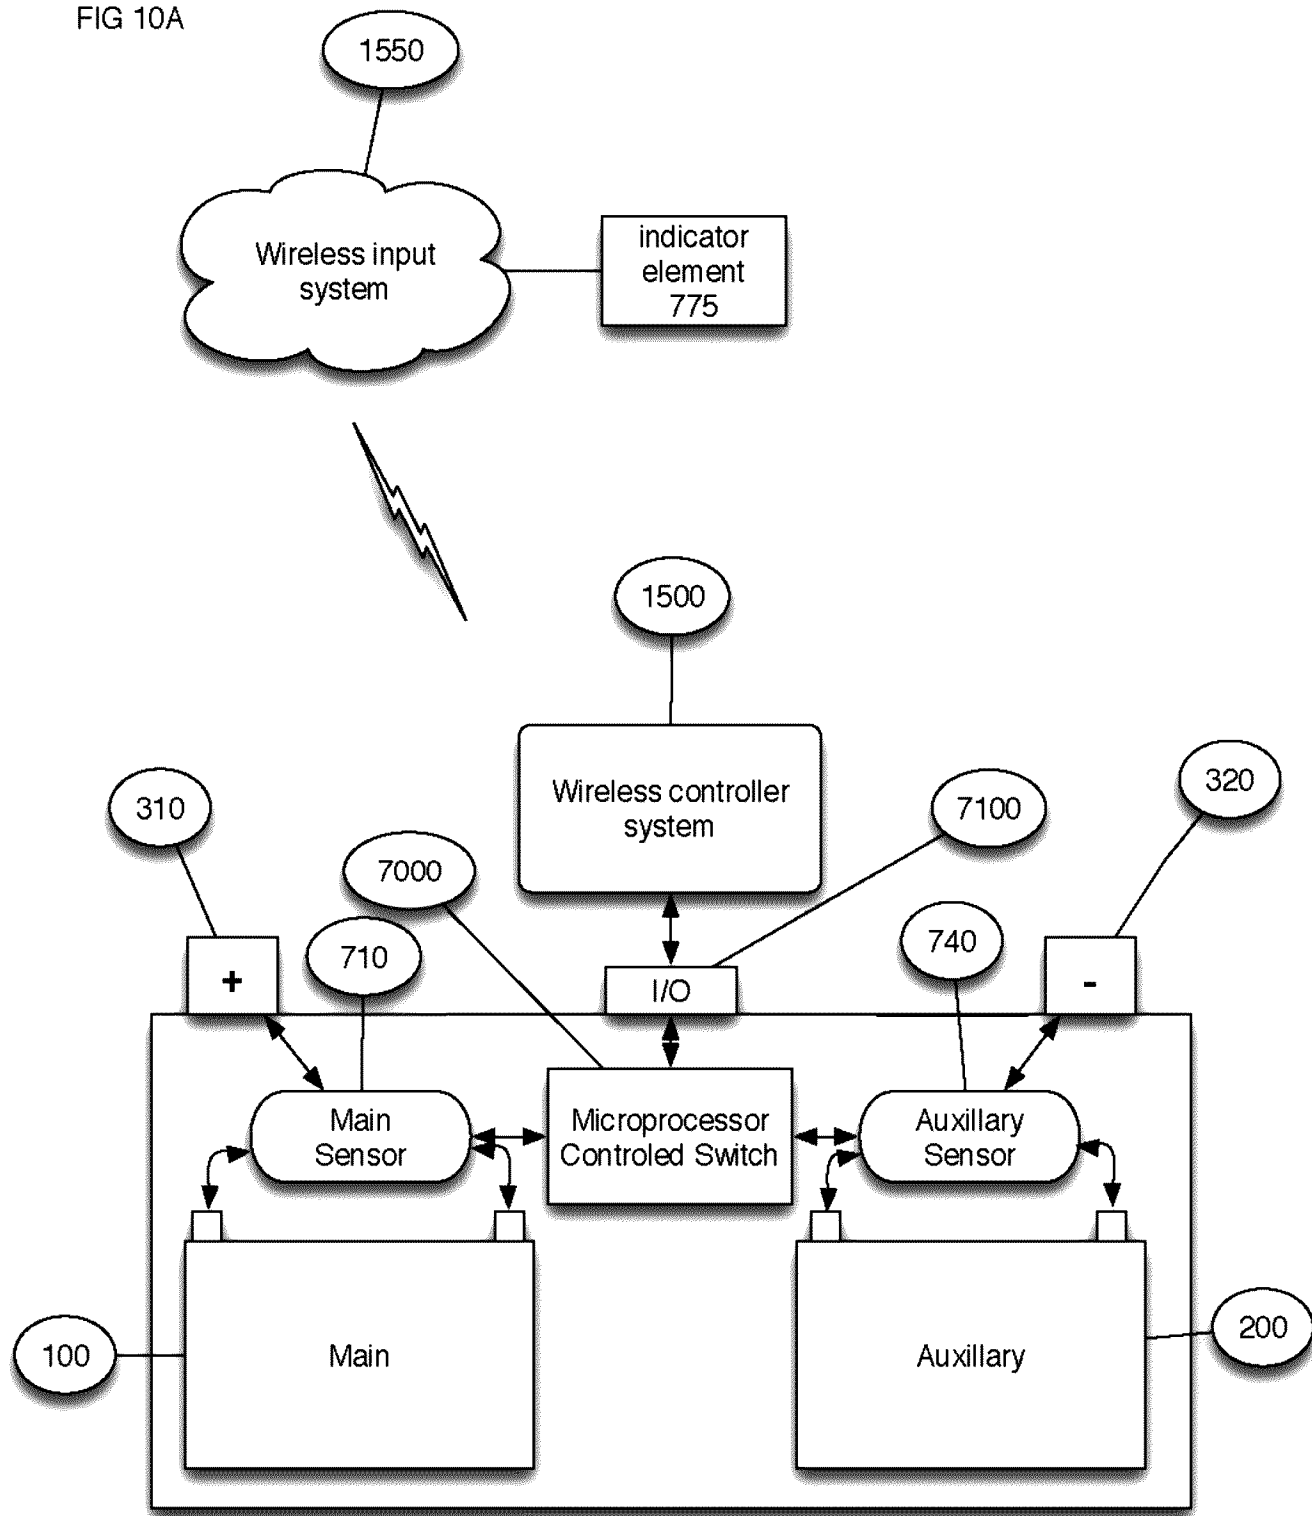 FIG 10A
1550
Wireless input
system
indicator
element
775
1500
Wireless controller
system
310
320
7100
7000
710
740
+
I/O
-
Main
Sensor
Microprocessor
Controled Switch
Auxillary
Sensor
100
Main
Auxillary
200